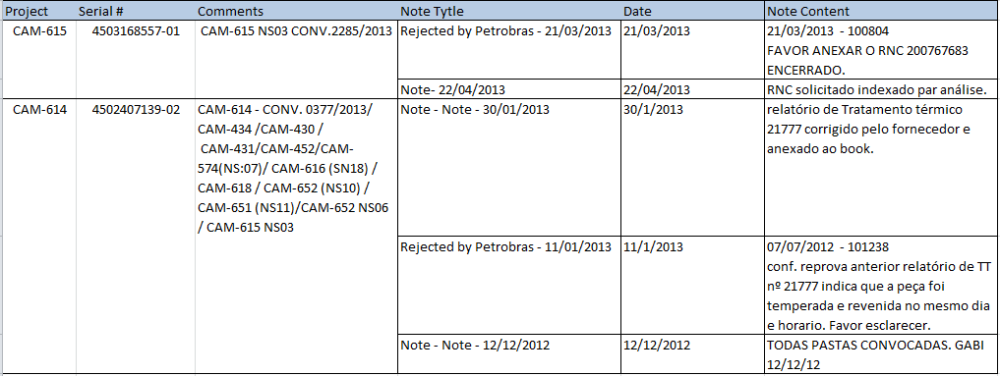 Project Serial # Comments Note Tytle Date Note Content
CAM-615 4503168557-01 CAM-615 NS03 CONV.2285/2013 Rejected by Petrobras - 21/03/2013 21/03/2013 21/03/2013 - 100804
FAVOR ANEXAR O RNC 200767683
ENCERRADO.
Note- 22/04/2013 22/04/2013 RNC solicitado indexado par análise.
CAM-614 4502407139-02 CAM-614 - CONV. 0377/2013/ Note - Note - 30/01/2013 30/1/2013 relatório de Tratamento térmico
CAM-434 /CAM-430 / 21777 corrigido pelo fornecedor e
CAM-431/CAM-452/CAM- anexado ao book.
574(NS:07)/ CAM-616 (SN18) /
CAM-618 / CAM-652 (NS10) /
CAM-651 (NS11)/CAM-652 NS06
/ CAM-615 NS03
Rejected by Petrobras - 11/01/2013 11/1/2013 07/07/2012 - 101238
conf. reprova anterior relatório de TT
nº 21777 indica que a peça foi
temperada e revenida no mesmo dia
e horario. Favor esclarecer.
Note - Note - 12/12/2012 12/12/2012 TODAS PASTAS CONVOCADAS. GABI
12/12/12